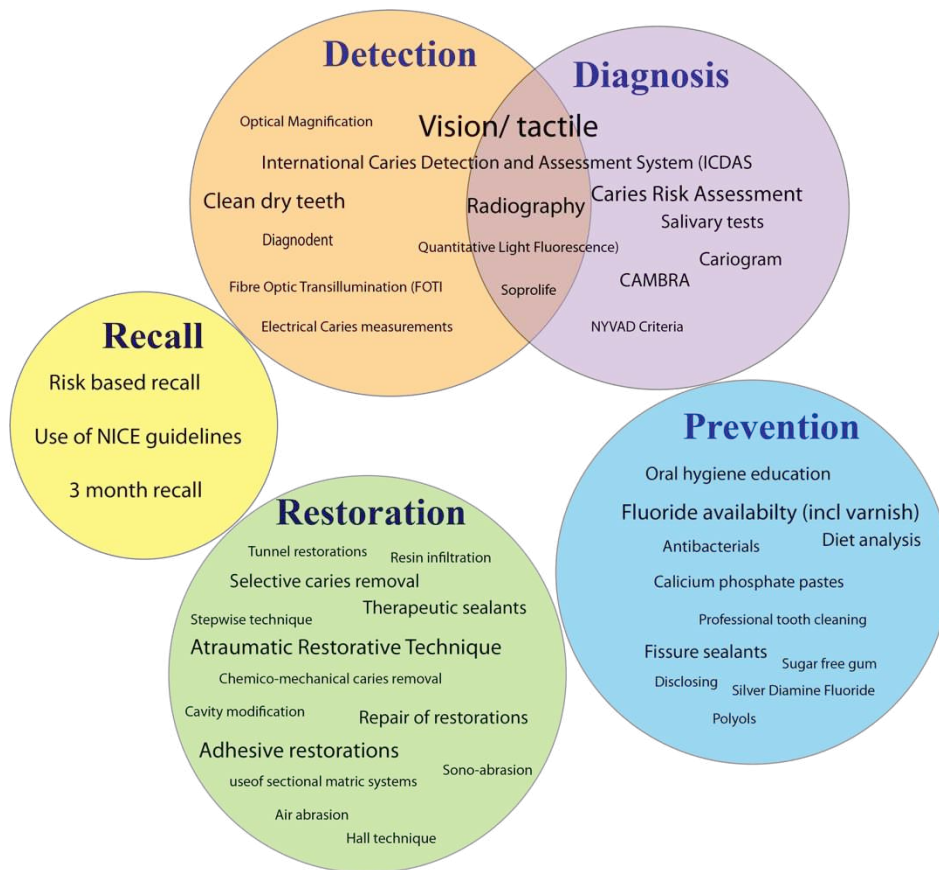 Detection
Diagnosis
Optical Magnification
Vision/ tactile
International Caries Detection and Assessment System (ICDAS
Clean dry teeth
Radiography
Caries Risk Assessment
Salivary tests
Diagnodent
Quantitative Light Fluorescence)
Cariogram
Fibre Optic Transillumination (FOTI
Soprolife
CAMBRA
Electrical Caries measurements
NYVAD Criteria
Recall
Risk based recall
Use of NICE guidelines
3 month recall
Prevention
Oral hygiene education
Fluoride availabilty (incl varnish)
Antibacterials
Diet analysis
Calicium phosphate pastes
Professional tooth cleaning
Fissure sealants
Sugar free gum
Disclosing
Silver Diamine Fluoride
Polyols
Restoration
Tunnel restorations
Resin infiltration
Selective caries removal
Therapeutic sealants
Stepwise technique
Atraumatic Restorative Technique
Chemico-mechanical caries removal
Cavity modification
Repair of restorations
Adhesive restorations
Sono-abrasion
useof sectional matric systems
Air abrasion
Hall technique